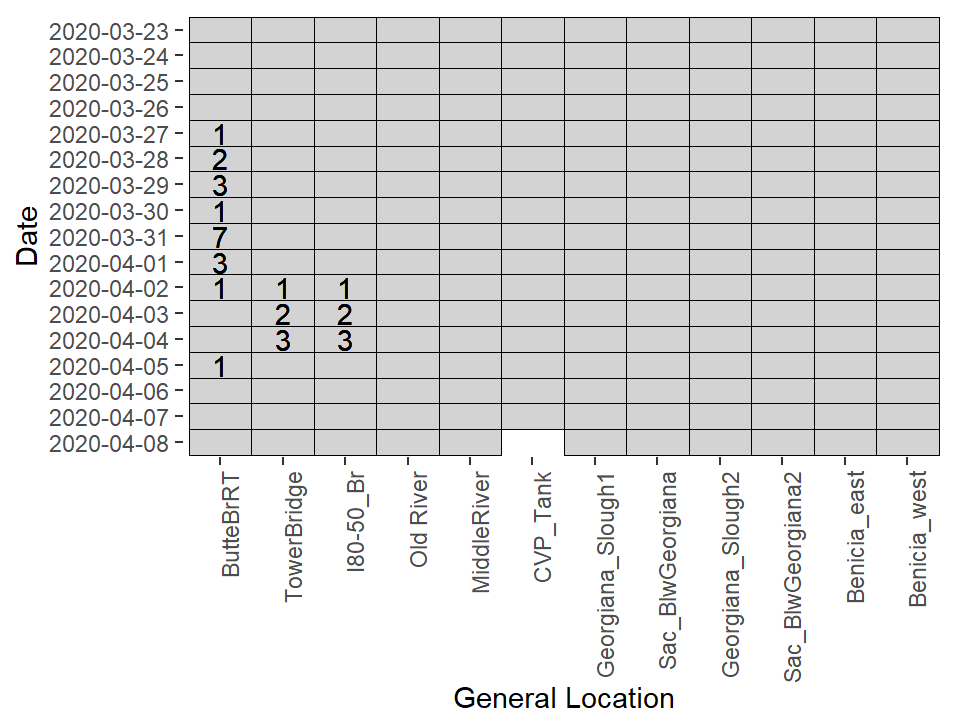 2020-03-23
2020-03-24
2020-03-25
2020-03-26
2020-03-27 1
2020-03-28 2
2020-03-29 3
2020-03-30 1
2020-03-31 7
2020-04-01 3
2020-04-02 1 1 1
2020-04-03 2 2
2020-04-04 3 3
2020-04-05 1
2020-04-06
2020-04-07
2020-04-08
Date
ButteBrRT
TowerBridge
I80-50_Br
Old River
MiddleRiver
CVP_Tank
Georgiana_Slough1
Sac_BlwGeorgiana
Georgiana_Slough2
Sac_BlwGeorgiana2
Benicia_east
Benicia_west
General Location